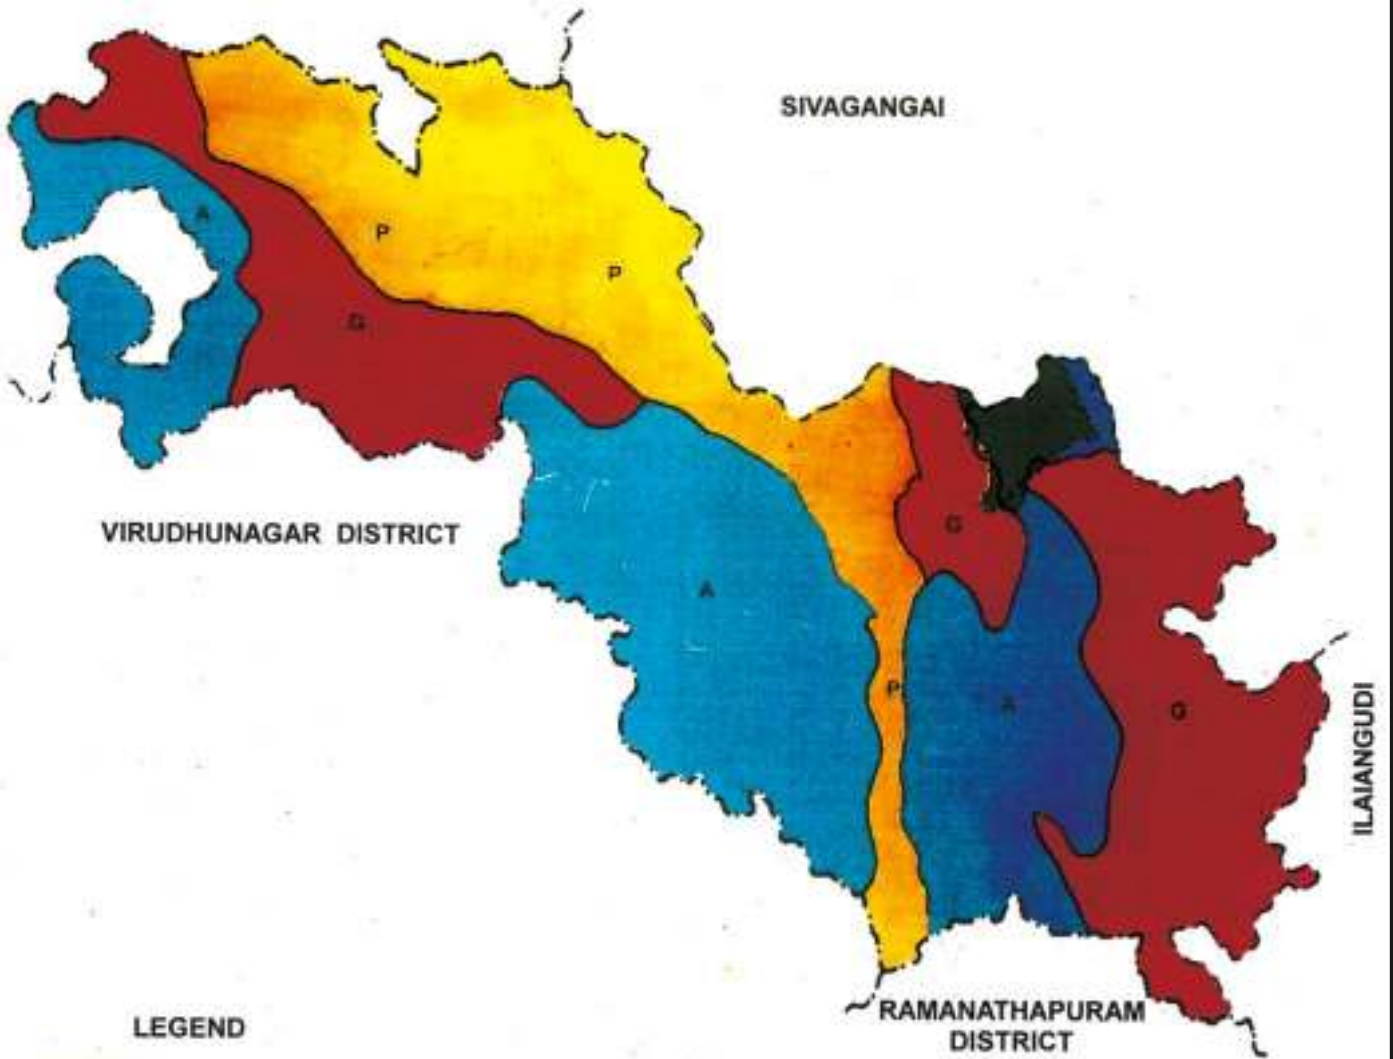 SIVAGANGAI
A
P
P
G
VIRUDHUNAGAR DISTRICT
G
A
P
A
G
ILAIANGUDI
RAMANATHAPURAM
DISTRICT
LEGEND